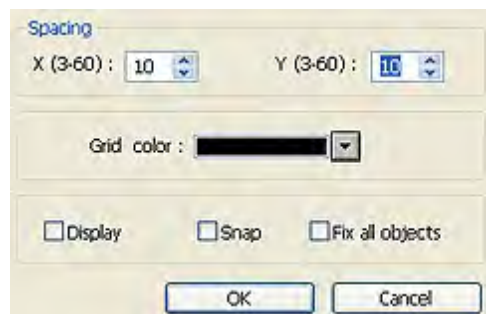 Spacing
X (3-60) : 10 Y (3-60) : 10
Grid color :
Display Snap Fix all objects
OK Cancel